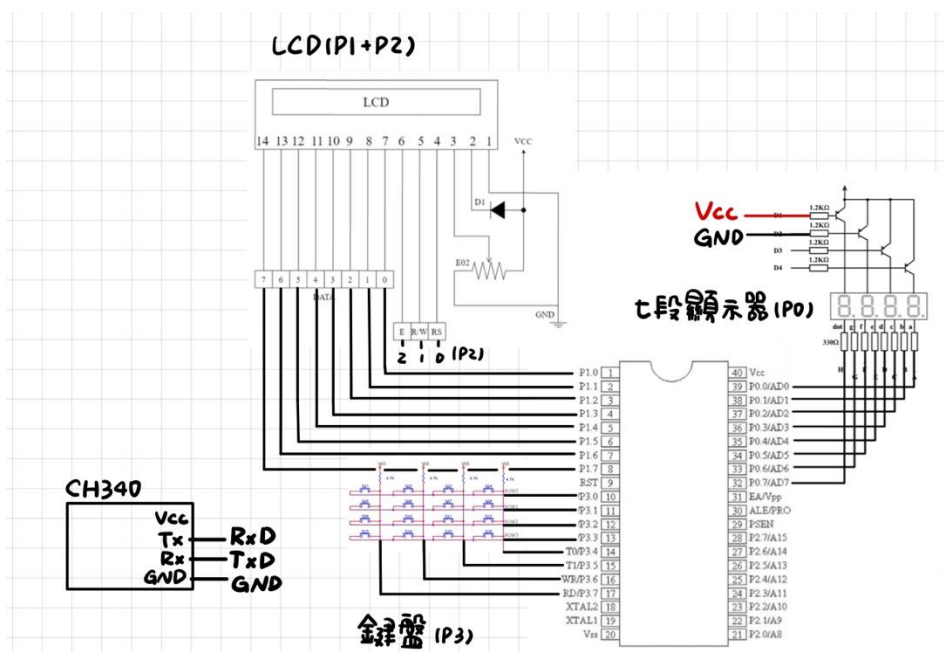 LCD(P1+P2)
LCD
14 13 12 11 10 9 8 7 6 5 4 3 2 1
VCC
D1
E02
GND
7 6 5 4 3 2 1 0
DATA
E R/W RS
2 1 0 (P2)
Vcc
GND
D3
D4
1.2KΩ
1.2KΩ
1.2KΩ
1.2KΩ
七段顯示器(P0)
dot g f e d c b a
330Ω
P1.0 1
P1.1 2
P1.2 3
P1.3 4
P1.4 5
P1.5 6
P1.6 7
P1.7 8
RST 9
P3.0 10
P3.1 11
P3.2 12
P3.3 13
T0/P3.4 14
T1/P3.5 15
WR/P3.6 16
RD/P3.7 17
XTAL2 18
XTAL1 19
Vss 20
40 Vcc
39 P0.0/AD0
38 P0.1/AD1
37 P0.2/AD2
36 P0.3/AD3
35 P0.4/AD4
34 P0.5/AD5
33 P0.6/AD6
32 P0.7/AD7
31 EA/Vpp
30 ALE/PRO
29 PSEN
28 P2.7/A15
27 P2.6/A14
26 P2.5/A13
25 P2.4/A12
24 P2.3/A11
23 P2.2/A10
22 P2.1/A9
21 P2.0/A8
CH340
Vcc
Tx RxD
Rx TxD
GND GND
鍵盤(P3)